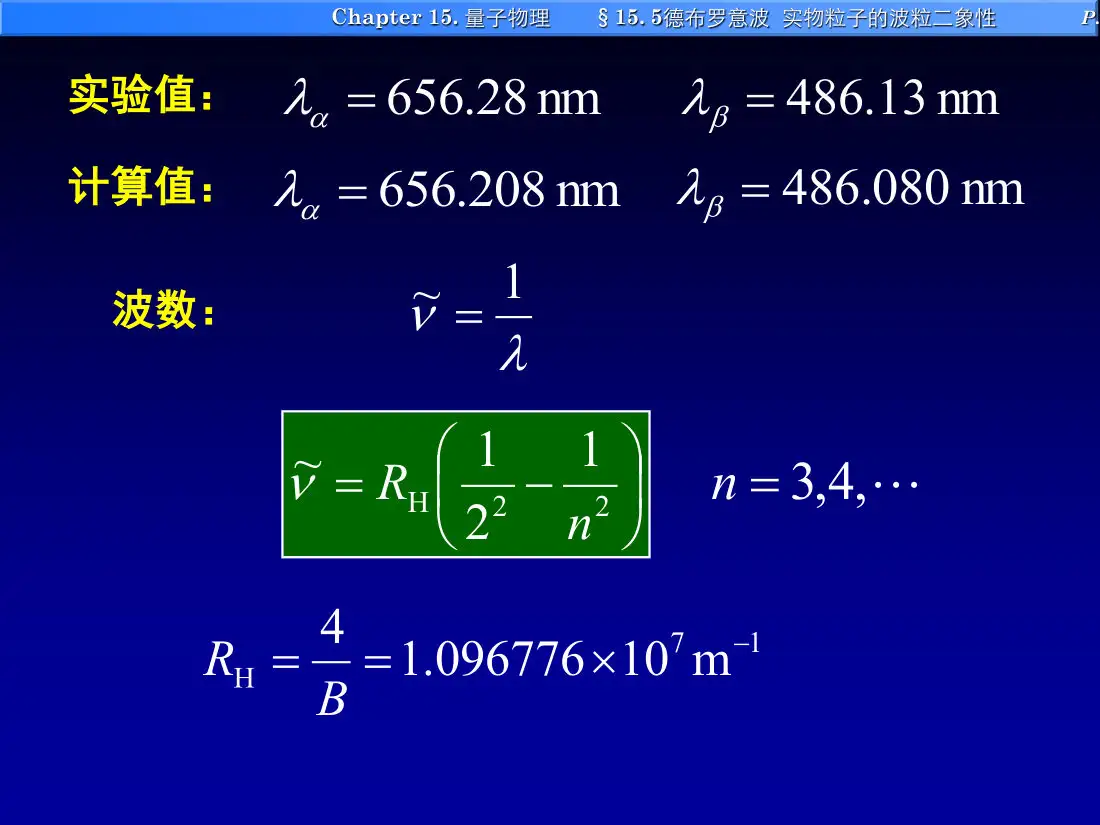 Chapter 15. 量子物理 §15. 5德布罗意波 实物粒子的波粒二象性 P.
实验值: λ_α = 656.28 nm λ_β = 486.13 nm
计算值: λ_α = 656.208 nm λ_β = 486.080 nm
波数: ν̃ = 1/λ
ν̃ = R_H (1/2² − 1/n²) n = 3,4,⋯
R_H = 4/B = 1.096776×10⁷ m⁻¹